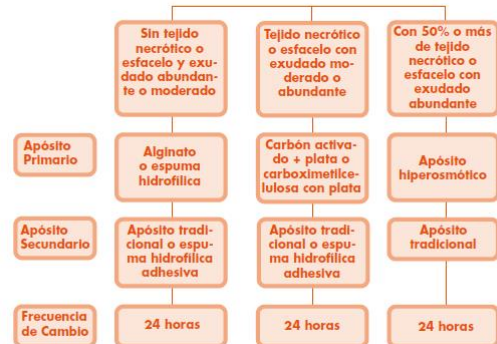 Sin tejido
necrótico o
esfacelo y exu-
dado abundan-
te o moderado
Tejido necrótico
o esfacelo con
exudado mo-
derado o
abundante
Con 50% o más
de tejido
necrótico o
esfacelo con
exudado
abundante
Apósito
Primario
Alginato
o espuma
hidrofílica
Carbón activa-
do + plata o
carboximetilce-
lulosa con plata
Apósito
hiperosmótico
Apósito
Secundario
Apósito tradi-
cional o espu-
ma hidrofílica
adhesiva
Apósito tradi-
cional o espu-
ma hidrofílica
adhesiva
Apósito
tradicional
Frecuencia
de Cambio
24 horas
24 horas
24 horas